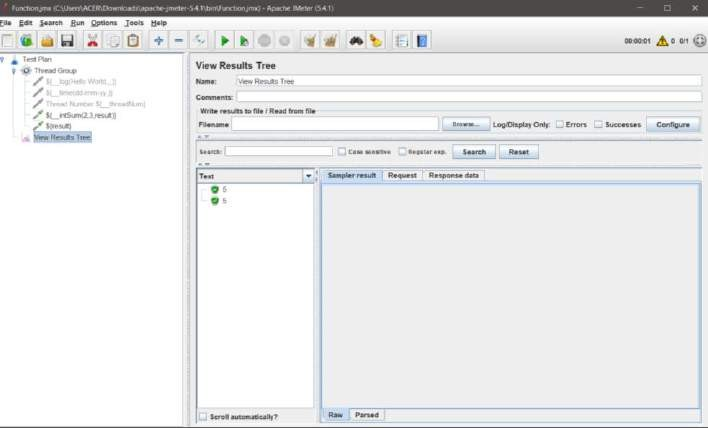 Function.jmx (C:\Users\ACER\Downloads\apache-jmeter-5.4.1\bin\Function.jmx) - Apache JMeter (5.4.1)
File Edit Search Run Options Tools Help
00:00:01 0 0/1
Test Plan
Thread Group
${__log(Hello World,,,)}
${__time(dd-mm-yy,)}
Thread Number ${__threadNum}
${__intSum(2,3,result)}
${result}
View Results Tree
View Results Tree
Name: View Results Tree
Comments:
Write results to file / Read from file
Filename Browse... Log/Display Only: Errors Successes Configure
Search: Case sensitive Regular exp. Search Reset
Text
5
5
Sampler result Request Response data
Scroll automatically?
Raw Parsed